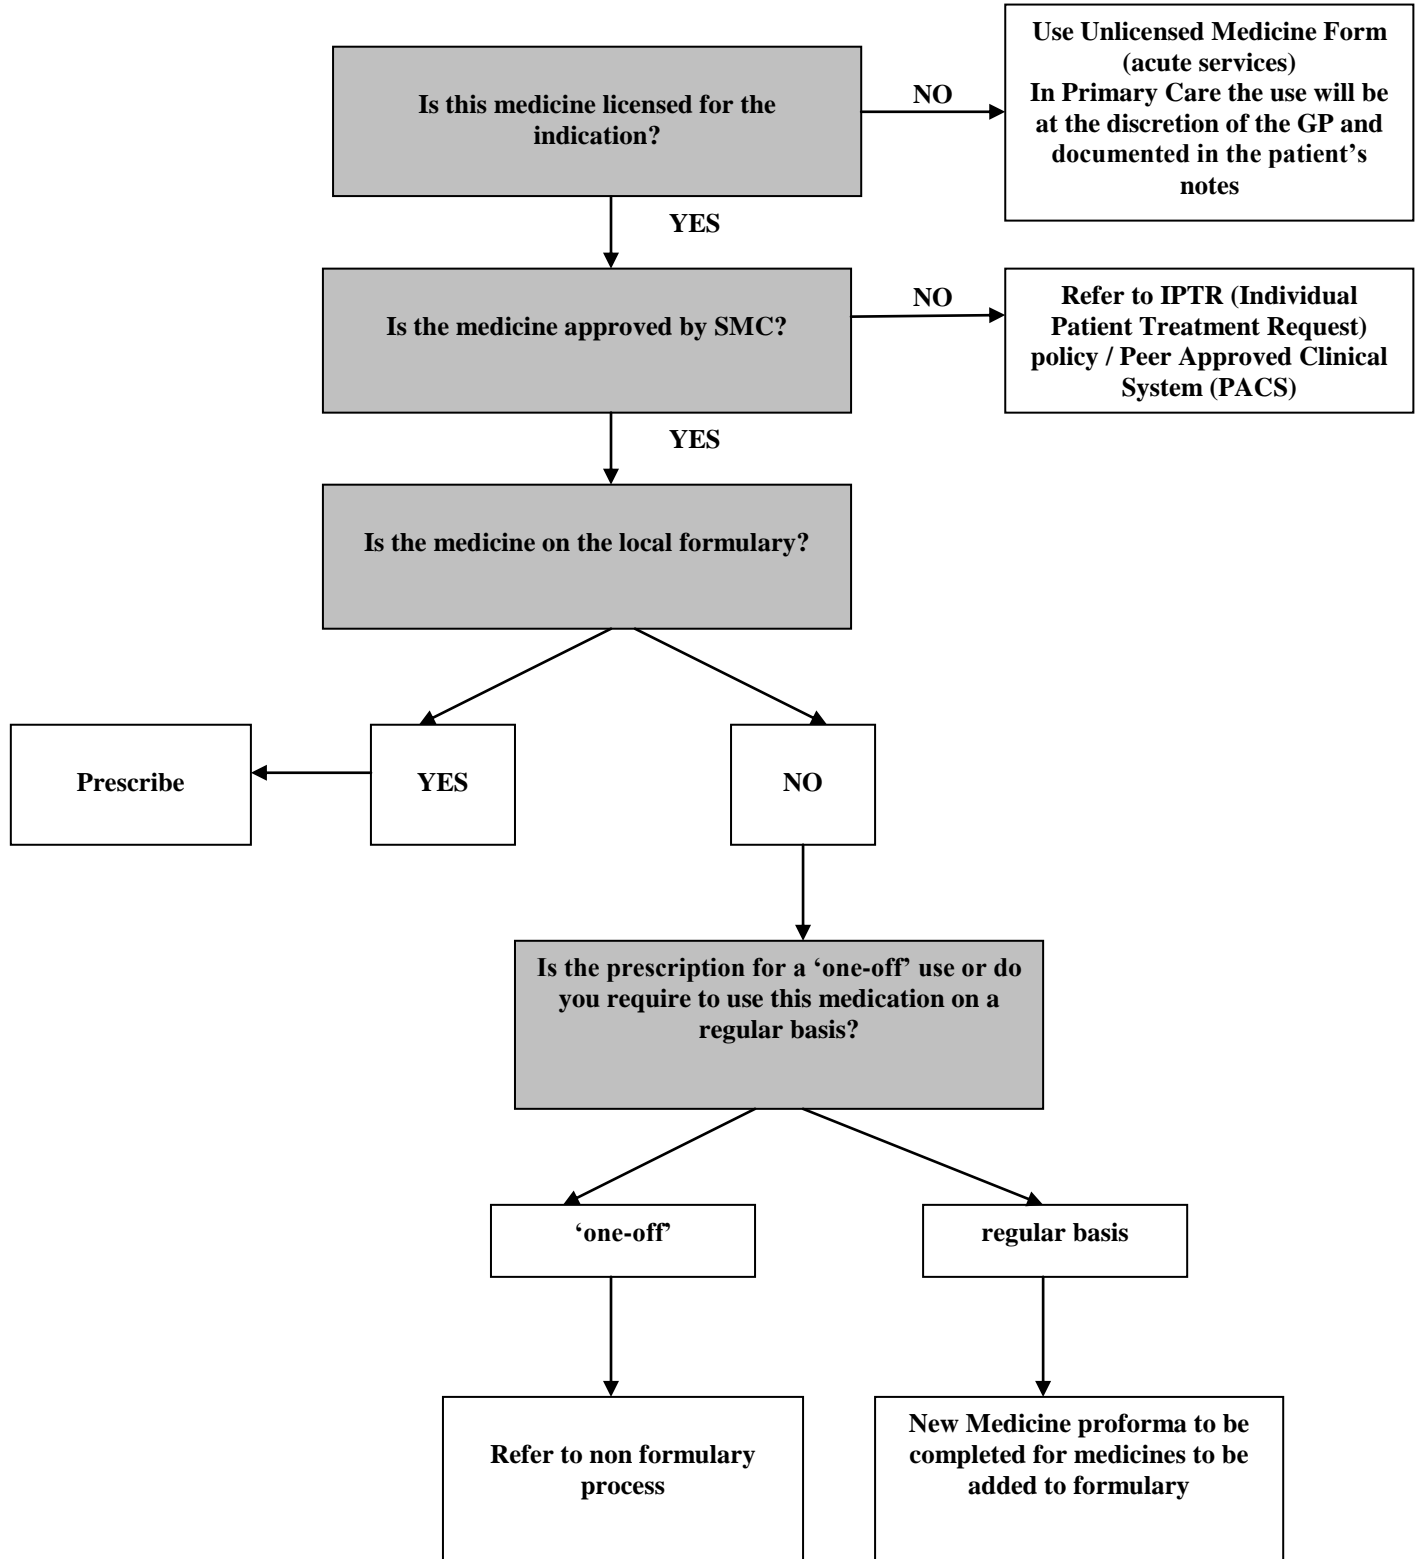 Use Unlicensed Medicine Form
(acute services)
In Primary Care the use will be
at the discretion of the GP and
documented in the patient’s
notes
Is this medicine licensed for the
indication?
NO
YES
Is the medicine approved by SMC?
NO
Refer to IPTR (Individual
Patient Treatment Request)
policy / Peer Approved Clinical
System (PACS)
YES
Is the medicine on the local formulary?
Prescribe
YES
NO
Is the prescription for a ‘one-off’ use or do
you require to use this medication on a
regular basis?
‘one-off’
regular basis
Refer to non formulary
process
New Medicine proforma to be
completed for medicines to be
added to formulary